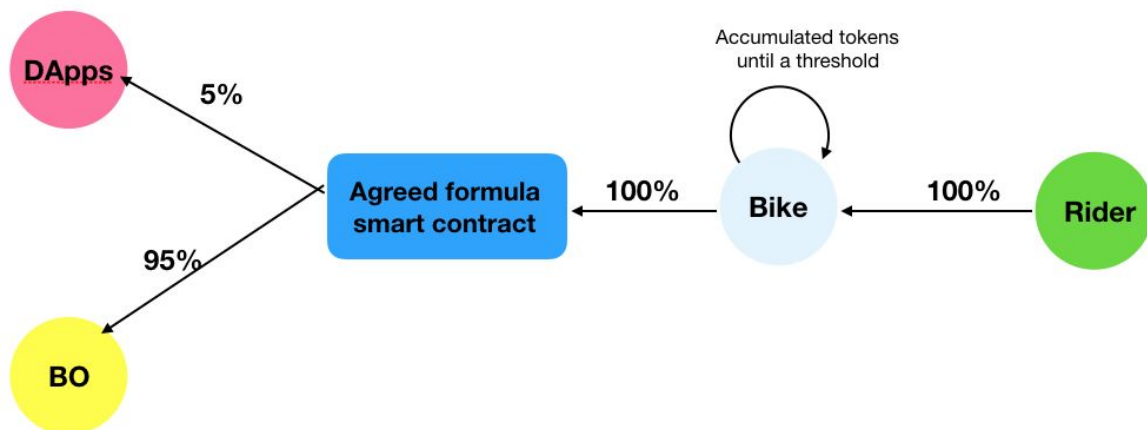 Accumulated tokens
until a threshold
DApps
5%
Agreed formula
smart contract
100%
Bike
100%
Rider
95%
BO